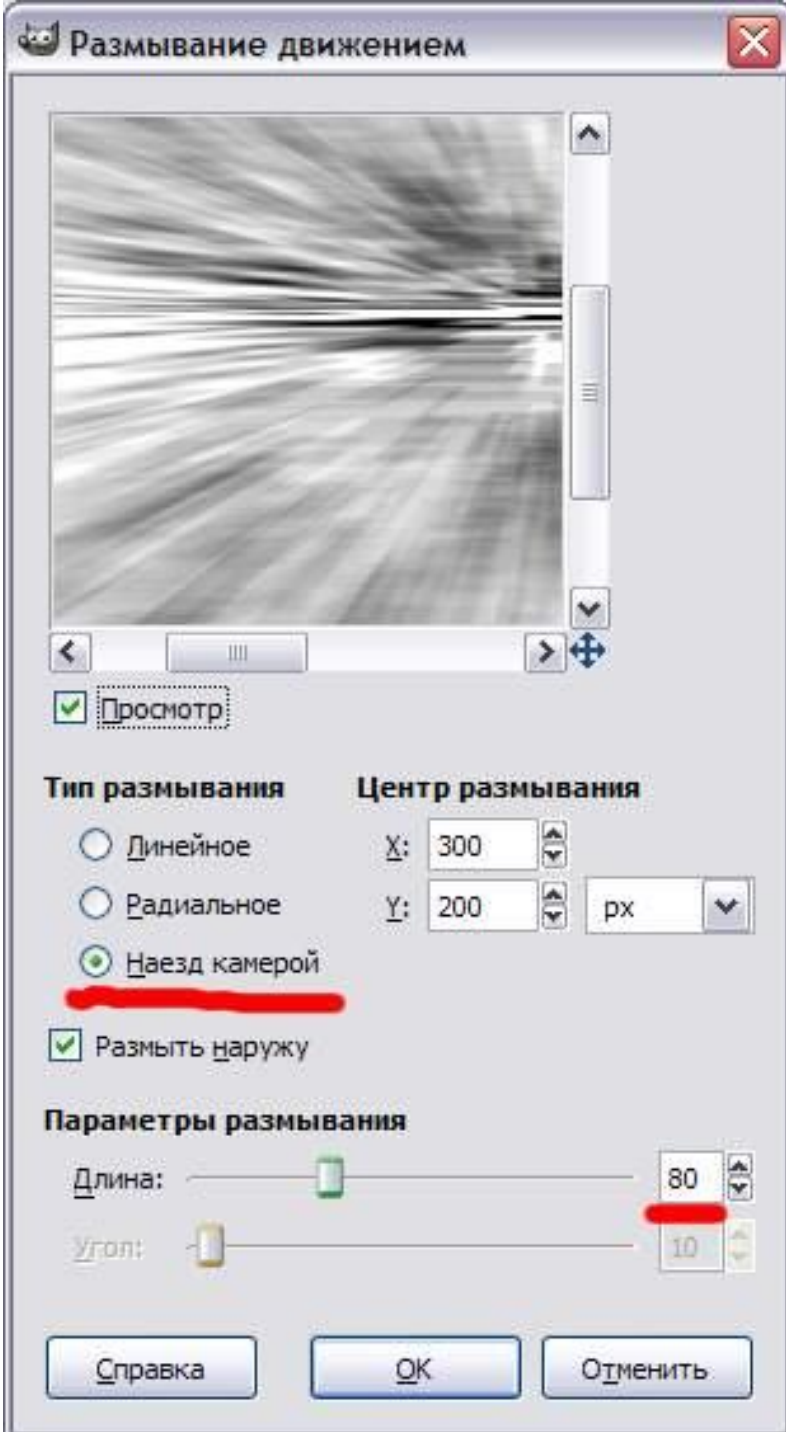 Размывание движением
Просмотр
Тип размывания
Центр размывания
Линейное
X: 300
Радиальное
Y: 200 px
Наезд камерой
Размыть наружу
Параметры размывания
Длина: 80
Угол: 10
Справка
OK
Отменить